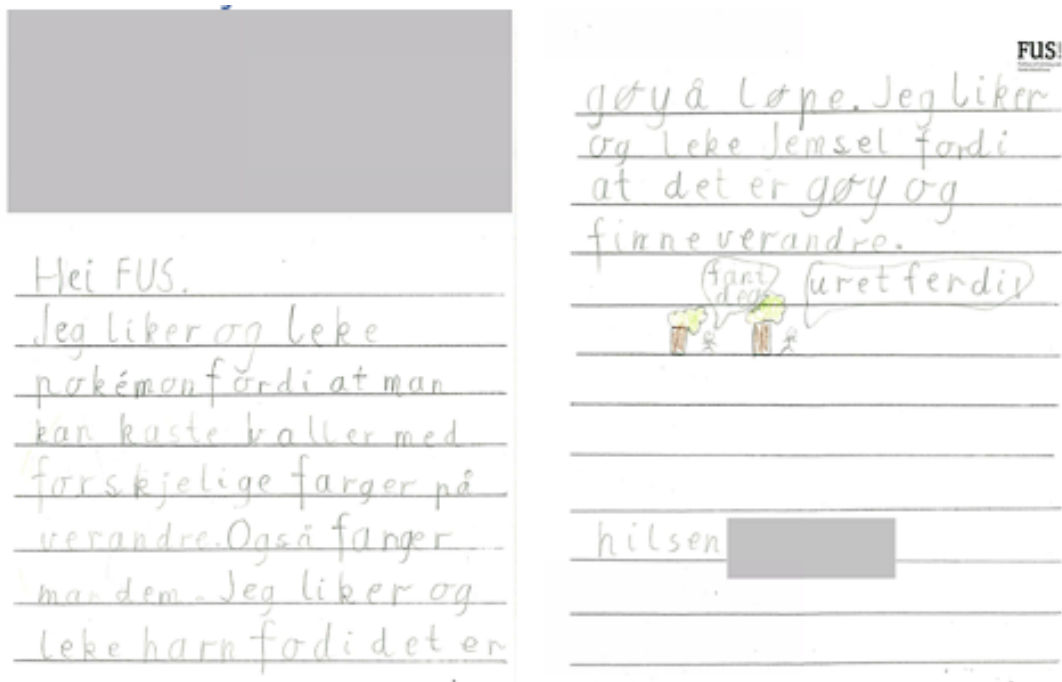 Hei FUS.
Jeg liker og leke
pokémon fordi at man
kan kaste baller med
forskjelige farger på
verandre. Også fanger
man dem. Jeg liker og
leke harn fodi det er
FUS
gøy å løpe. Jeg liker
og leke Jemsel fordi
at det er gøy og
finne verandre.
fant
deg
uretferdi!
hilsen